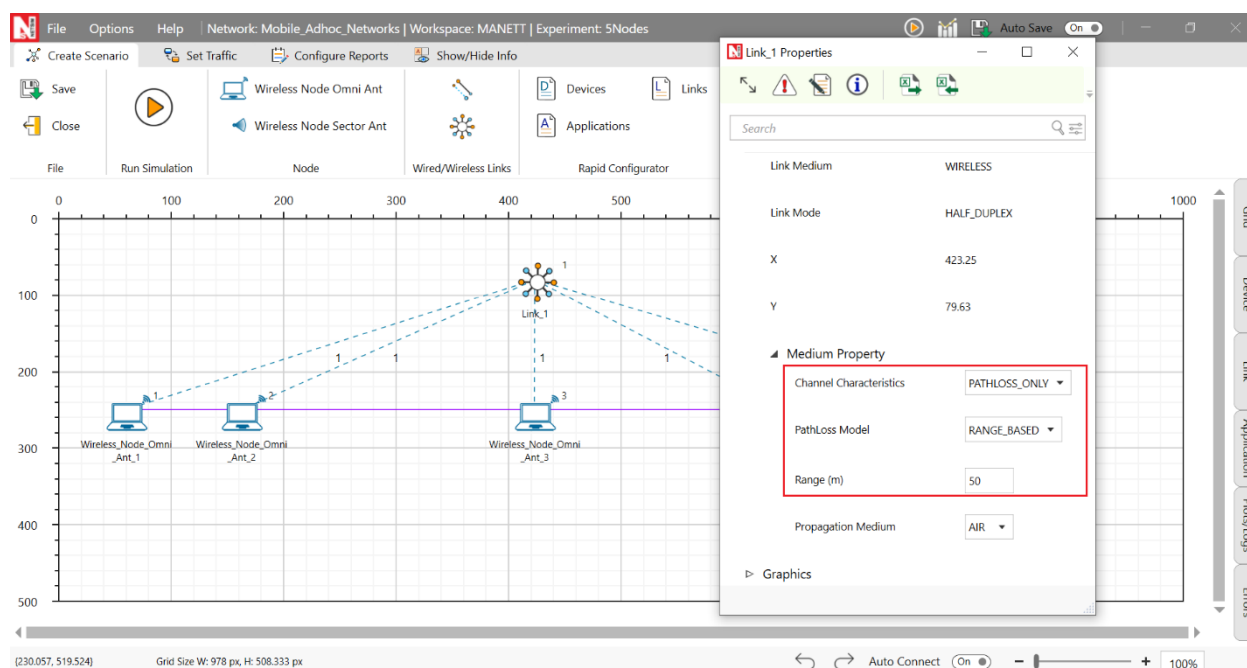 File Options Help Network: Mobile_Adhoc_Networks | Workspace: MANETT | Experiment: 5Nodes Auto Save On
Create Scenario Set Traffic Configure Reports Show/Hide Info
Save Wireless Node Omni Ant Devices Links
Close Wireless Node Sector Ant Applications
File Run Simulation Node Wired/Wireless Links Rapid Configurator
0 100 200 300 400 500 1000
0
100
200
300
400
500
1
Link_1
1 1 1 1
1 2 3
Wireless_Node_Omni
_Ant_1
Wireless_Node_Omni
_Ant_2
Wireless_Node_Omni
_Ant_3
Link_1 Properties
Search
Link Medium WIRELESS
Link Mode HALF_DUPLEX
X 423.25
Y 79.63
Medium Property
Channel Characteristics PATHLOSS_ONLY
PathLoss Model RANGE_BASED
Range (m) 50
Propagation Medium AIR
Graphics
Grid
Device
Link
Application
Errors
(230.057, 519.524) Grid Size W: 978 px, H: 508.333 px Auto Connect On 100%